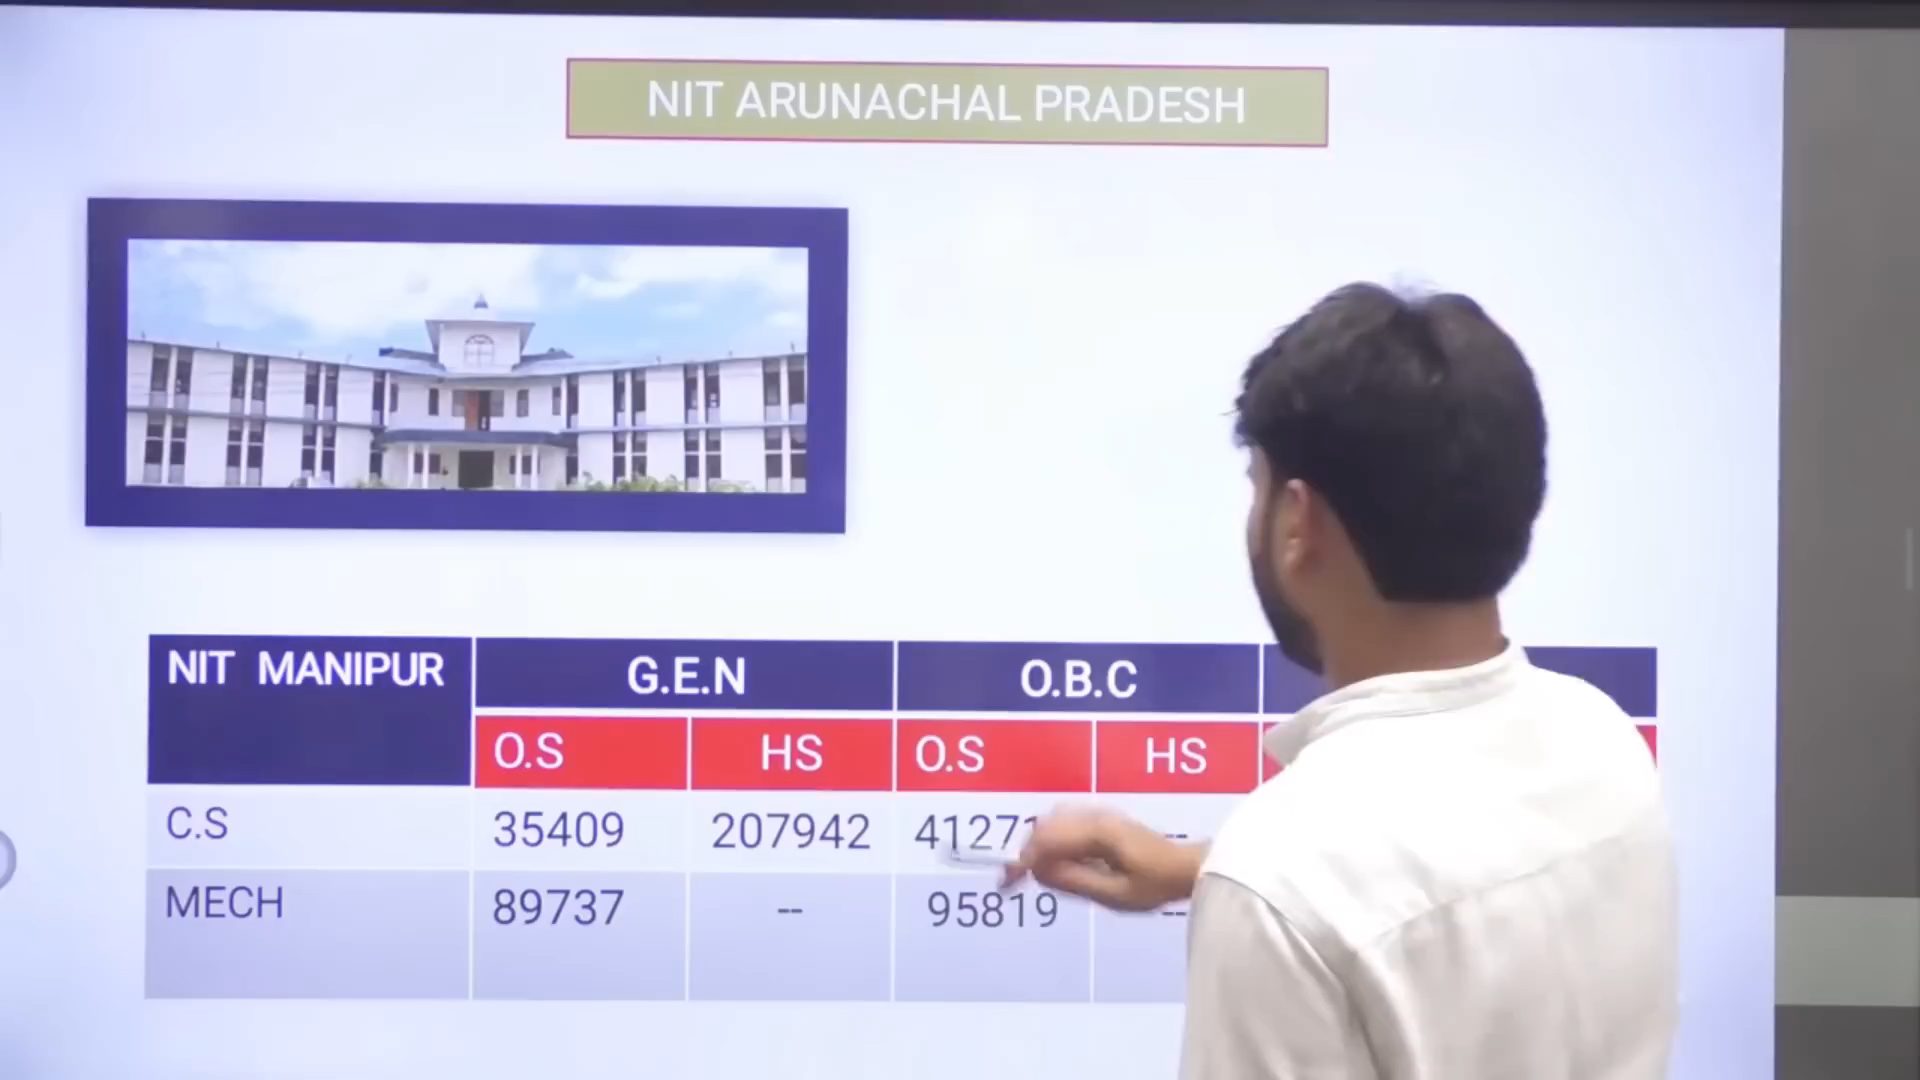 NIT ARUNACHAL PRADESH
NIT MANIPUR G.E.N O.B.C
O.S HS O.S HS
C.S 35409 207942 --
MECH 89737 -- 95819 --